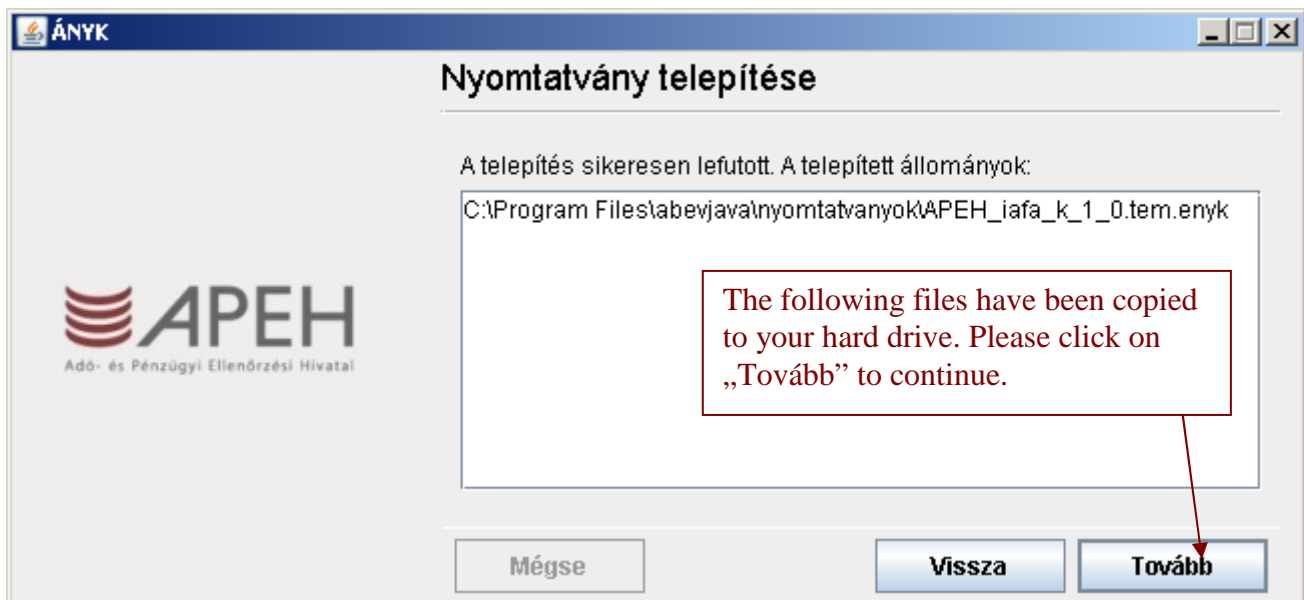 ÁNYK
Nyomtatvány telepítése
A telepítés sikeresen lefutott. A telepített állományok:
C:\Program Files\abevjava\nyomtatvanyok\APEH_iafa_k_1_0.tem.enyk
The following files have been copied
to your hard drive. Please click on
„Tovább” to continue.
APEH
Adó- és Pénzügyi Ellenőrzési Hivatal
Mégse
Vissza
Tovább